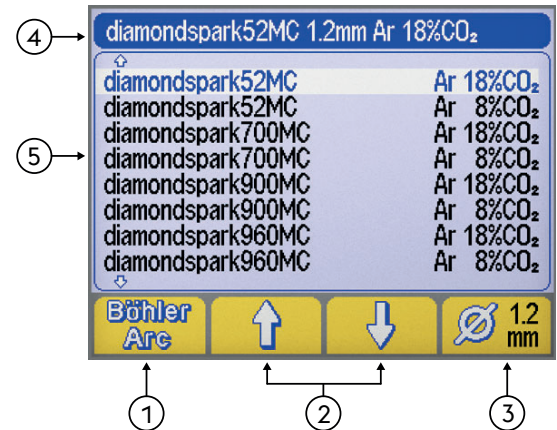 4
diamondspark52MC 1.2mm Ar 18%CO₂
5
diamondspark52MC Ar 18%CO₂
diamondspark52MC Ar 8%CO₂
diamondspark700MC Ar 18%CO₂
diamondspark700MC Ar 8%CO₂
diamondspark900MC Ar 18%CO₂
diamondspark900MC Ar 8%CO₂
diamondspark960MC Ar 18%CO₂
diamondspark960MC Ar 8%CO₂
Böhler
Arc
1.2
mm
1 2 3